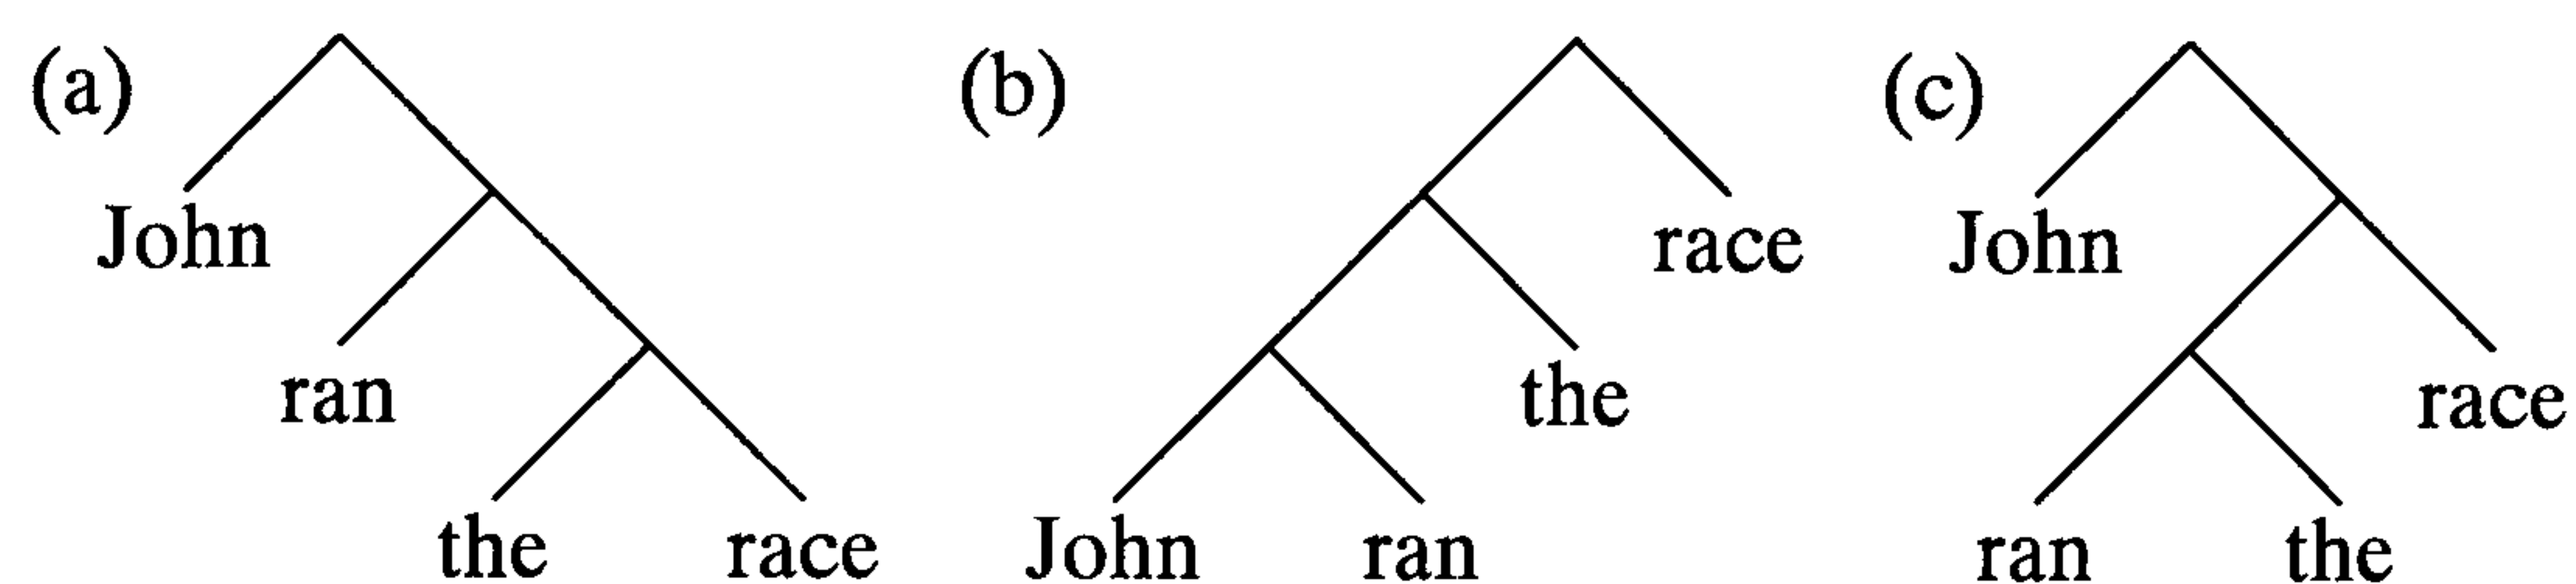 (a) (b) (c)
John race John
ran the race
the race John ran ran the